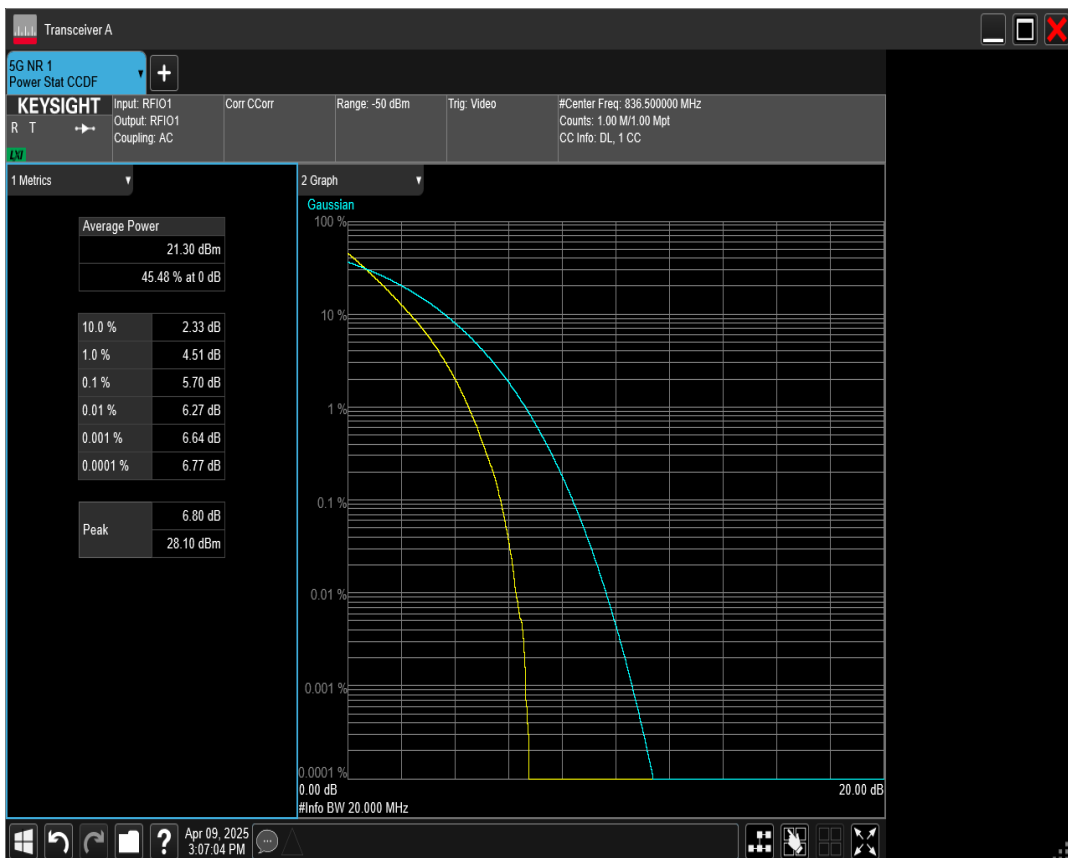 Transceiver A
5G NR 1
Power Stat CCDF
+
KEYSIGHT
R T
LXI
Input: RFIO1
Output: RFIO1
Coupling: AC
Corr CCorr
Range: -50 dBm
Trig: Video
#Center Freq: 836.500000 MHz
Counts: 1.00 M/1.00 Mpt
CC Info: DL, 1 CC
1 Metrics
Average Power
21.30 dBm
45.48 % at 0 dB
10.0 % 2.33 dB
1.0 % 4.51 dB
0.1 % 5.70 dB
0.01 % 6.27 dB
0.001 % 6.64 dB
0.0001 % 6.77 dB
Peak 6.80 dB
28.10 dBm
2 Graph
Gaussian
100 %
10 %
1 %
0.1 %
0.01 %
0.001 %
0.0001 %
0.00 dB 20.00 dB
#Info BW 20.000 MHz
? Apr 09, 2025
3:07:04 PM